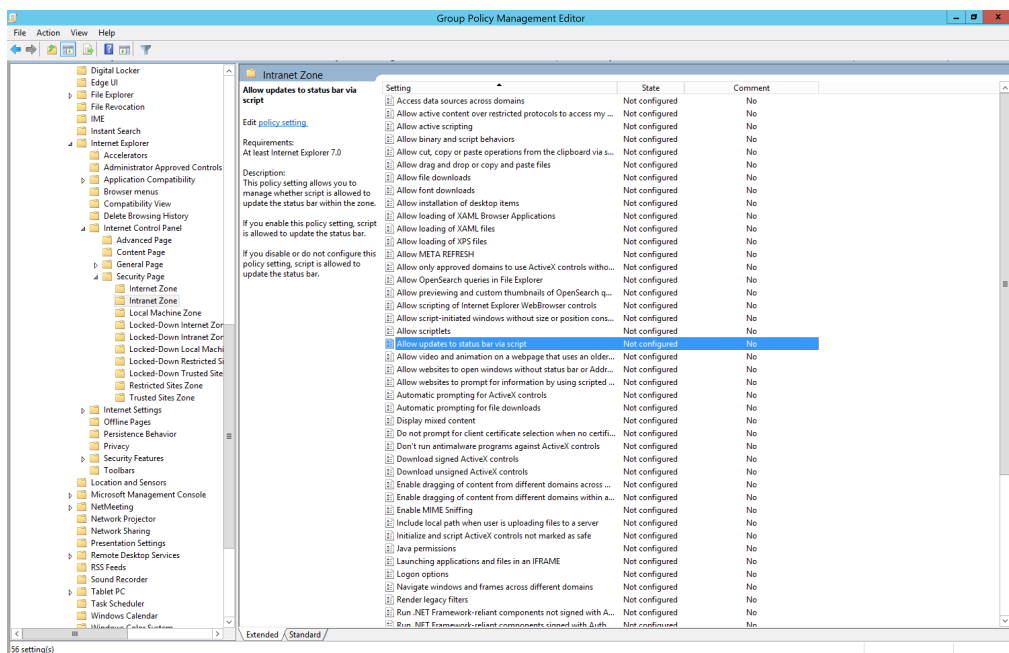 Group Policy Management Editor
File Action View Help
Digital Locker
Edge UI
File Explorer
File Revocation
IME
Instant Search
Internet Explorer
Accelerators
Administrator Approved Controls
Application Compatibility
Browser menus
Compatibility View
Delete Browsing History
Internet Control Panel
Advanced Page
Content Page
General Page
Security Page
Internet Zone
Intranet Zone
Local Machine Zone
Locked-Down Internet Zor
Locked-Down Intranet Zor
Locked-Down Local Machi
Locked-Down Restricted Si
Locked-Down Trusted Site
Restricted Sites Zone
Trusted Sites Zone
Internet Settings
Offline Pages
Persistence Behavior
Privacy
Security Features
Toolbars
Location and Sensors
Microsoft Management Console
NetMeeting
Network Projector
Network Sharing
Presentation Settings
Remote Desktop Services
RSS Feeds
Sound Recorder
Tablet PC
Task Scheduler
Windows Calendar
Windows Color System
Intranet Zone
Allow updates to status bar via
script
Edit policy setting
Requirements:
At least Internet Explorer 7.0
Description:
This policy setting allows you to
manage whether script is allowed to
update the status bar within the zone.
If you enable this policy setting, script
is allowed to update the status bar.
If you disable or do not configure this
policy setting, script is allowed to
update the status bar.
Setting State Comment
Access data sources across domains Not configured No
Allow active content over restricted protocols to access my ... Not configured No
Allow active scripting Not configured No
Allow binary and script behaviors Not configured No
Allow cut, copy or paste operations from the clipboard via s... Not configured No
Allow drag and drop or copy and paste files Not configured No
Allow file downloads Not configured No
Allow font downloads Not configured No
Allow installation of desktop items Not configured No
Allow loading of XAML Browser Applications Not configured No
Allow loading of XAML files Not configured No
Allow loading of XPS files Not configured No
Allow META REFRESH Not configured No
Allow only approved domains to use ActiveX controls witho... Not configured No
Allow OpenSearch queries in File Explorer Not configured No
Allow previewing and custom thumbnails of OpenSearch q... Not configured No
Allow scripting of Internet Explorer WebBrowser controls Not configured No
Allow script-initiated windows without size or position cons... Not configured No
Allow scriptlets Not configured No
Allow updates to status bar via script Not configured No
Allow video and animation on a webpage that uses an older... Not configured No
Allow websites to open windows without status bar or Addr... Not configured No
Allow websites to prompt for information by using scripted ... Not configured No
Automatic prompting for ActiveX controls Not configured No
Automatic prompting for file downloads Not configured No
Display mixed content Not configured No
Do not prompt for client certificate selection when no certifi... Not configured No
Don't run antimalware programs against ActiveX controls Not configured No
Download signed ActiveX controls Not configured No
Download unsigned ActiveX controls Not configured No
Enable dragging of content from different domains across ... Not configured No
Enable dragging of content from different domains within a... Not configured No
Enable MIME Sniffing Not configured No
Include local path when user is uploading files to a server Not configured No
Initialize and script ActiveX controls not marked as safe Not configured No
Java permissions Not configured No
Launching applications and files in an IFRAME Not configured No
Logon options Not configured No
Navigate windows and frames across different domains Not configured No
Render legacy filters Not configured No
Run .NET Framework-reliant components not signed with A... Not configured No
Run .NET Framework-reliant components signed with Auth... Not configured No
Extended Standard
56 setting(s)